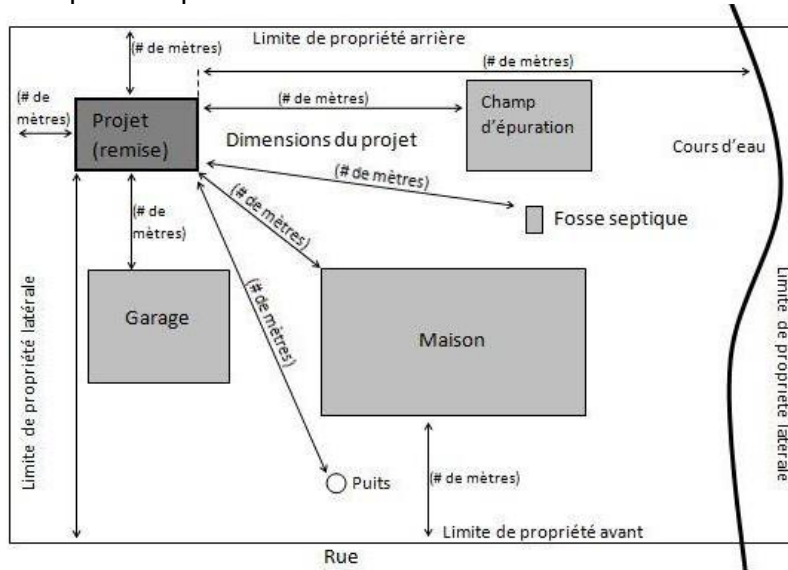 Limite de propriété arrière
(# de mètres)
(# de mètres)
(# de
mètres)
(# de mètres)
Projet
(remise)
Champ
d'épuration
Dimensions du projet
Cours d'eau
(# de mètres)
(# de mètres)
(# de
mètres)
Fosse septique
Limite de propriété latérale
Garage
(# de mètres)
Maison
Limite de propriété latérale
Puits
(# de mètres)
Limite de propriété avant
Rue